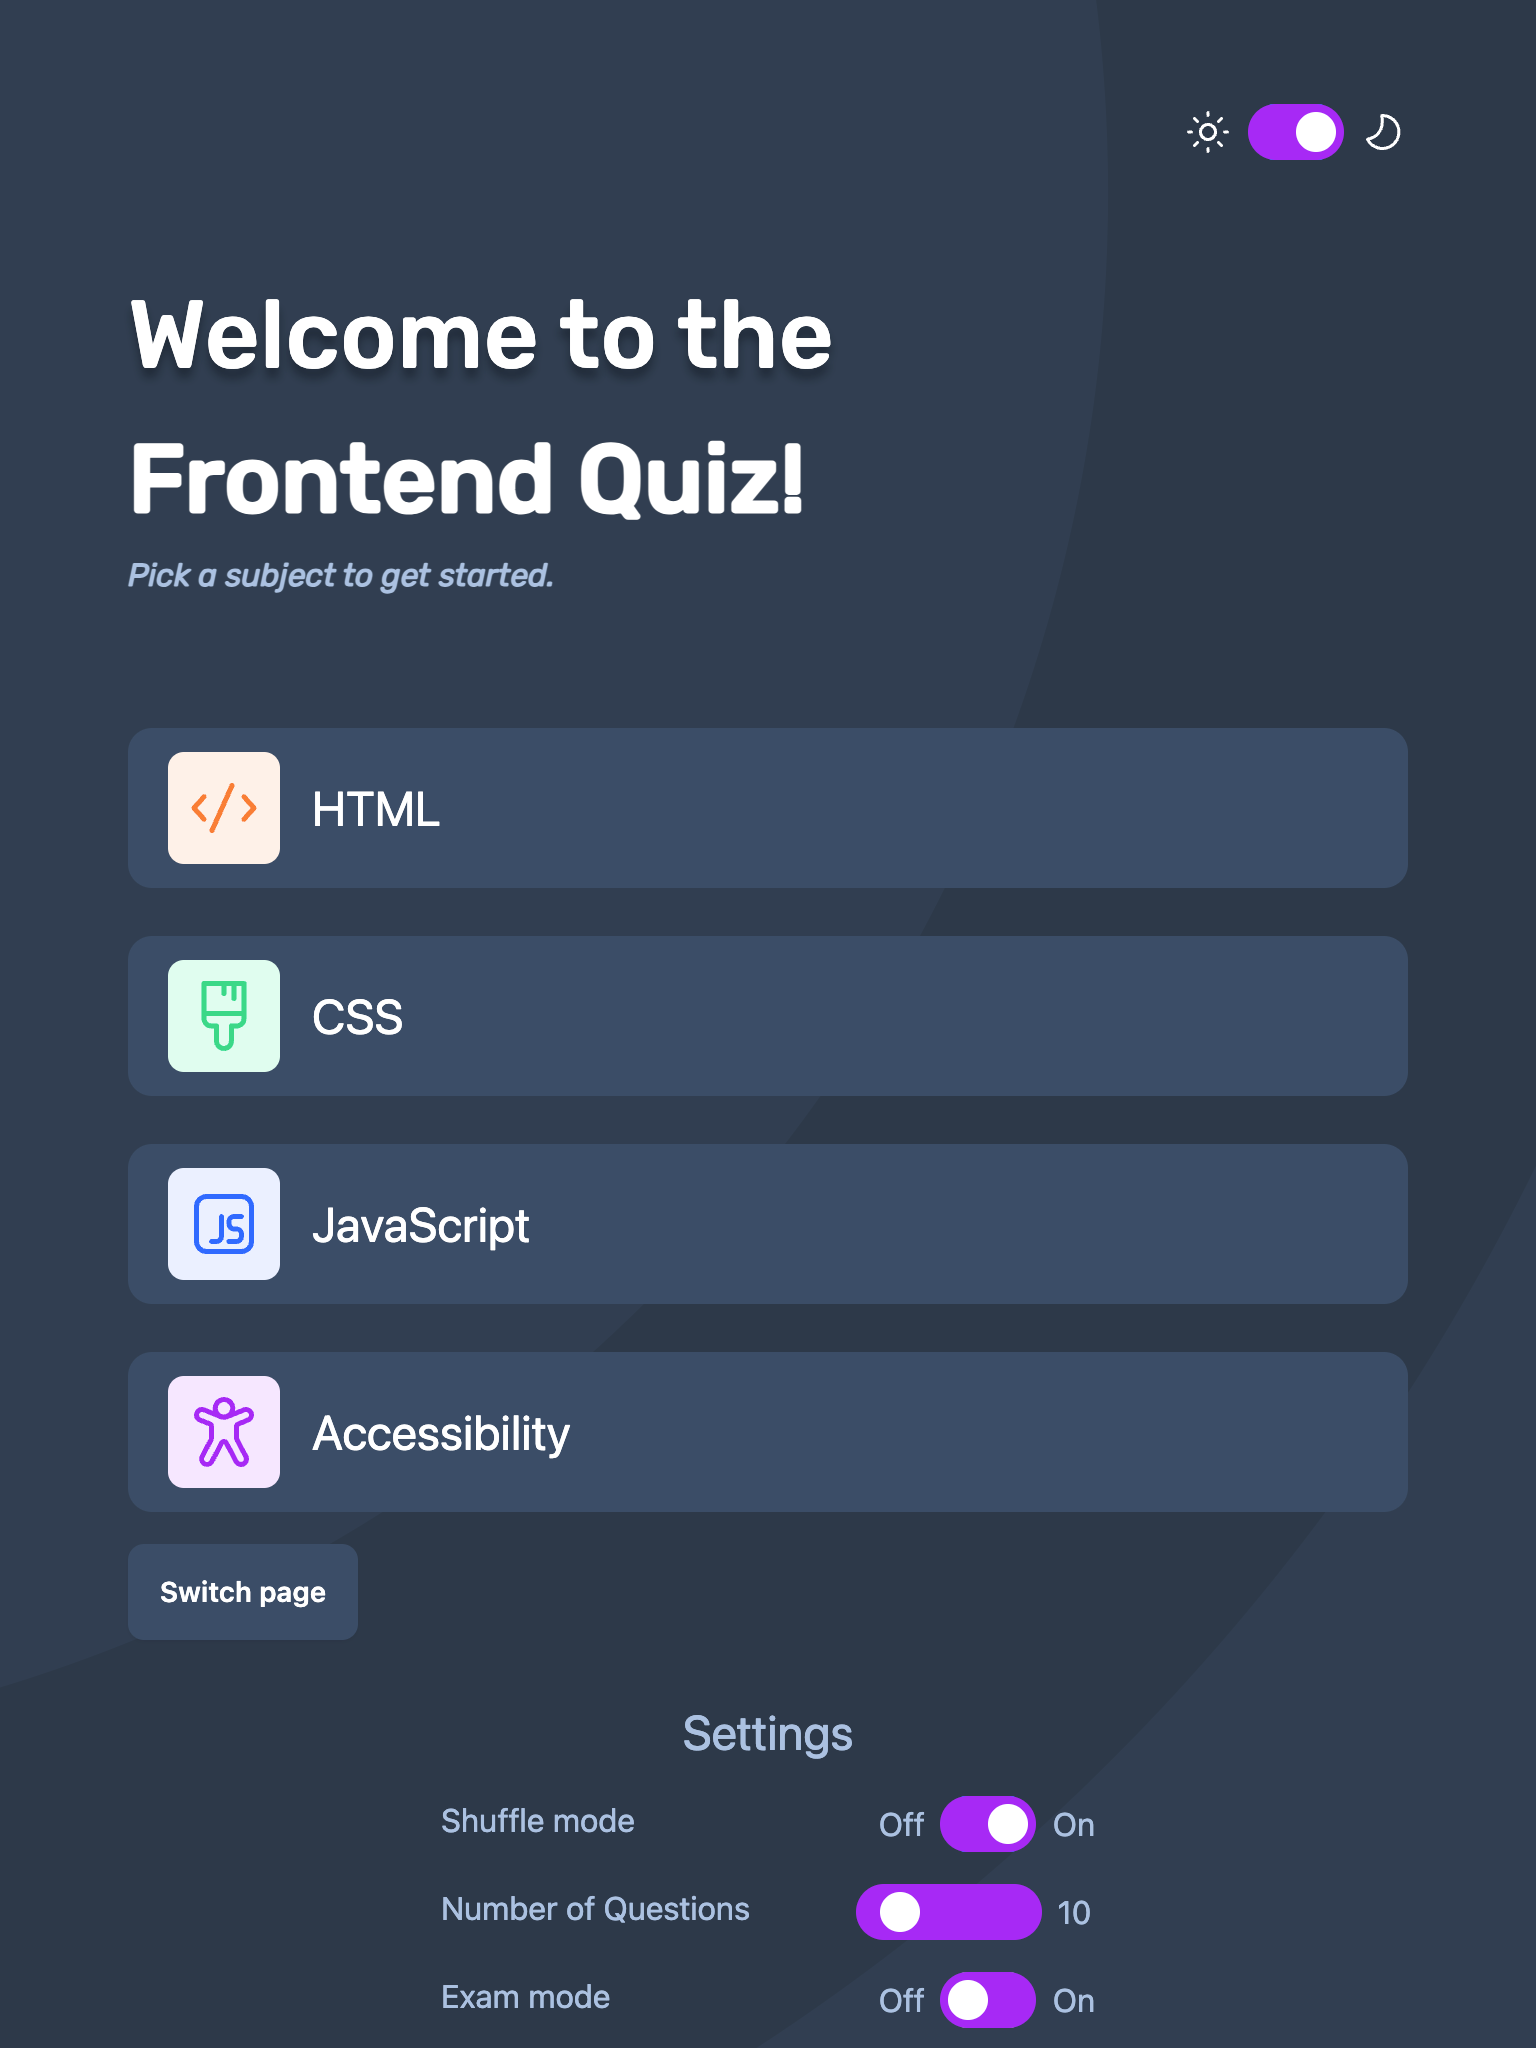 Welcome to the
Frontend Quiz!
Pick a subject to get started.
HTML
CSS
JS
JavaScript
Accessibility
Switch page
Settings
Shuffle mode Off On
Number of Questions 10
Exam mode Off On